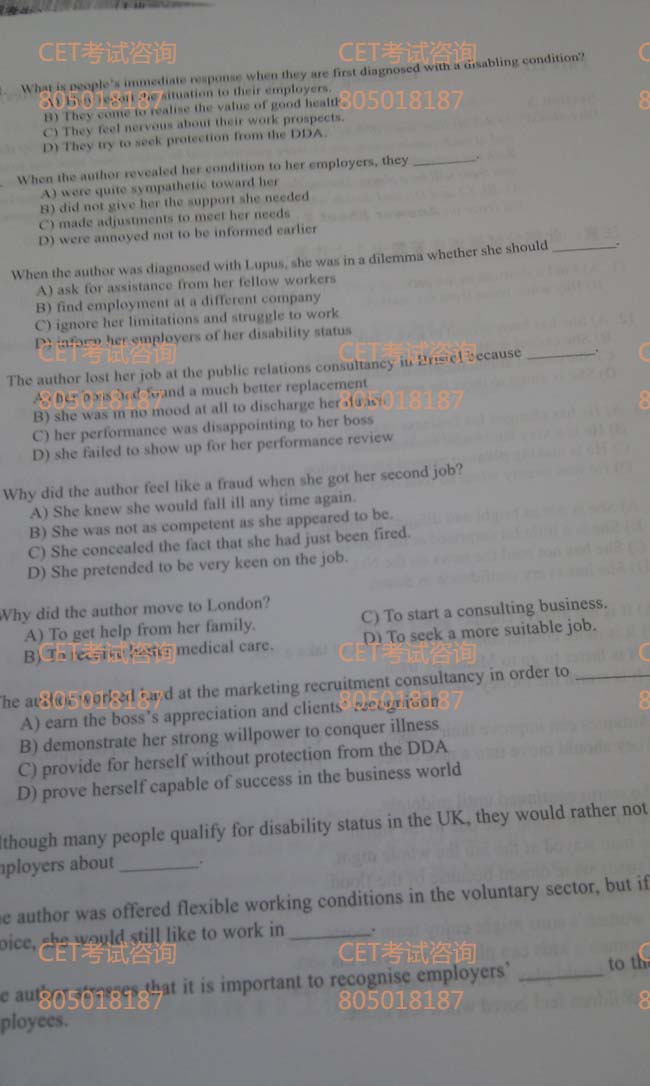 CET考试咨询 CET考试咨询
What is people's immediate response when they are first diagnosed with a disabling condition?
situation to their employers.
805018187 805018187
B) They come to realise the value of good health
C) They feel nervous about their work prospects.
D) They try to seek protection from the DDA.
When the author revealed her condition to her employers, they ________.
A) were quite sympathetic toward her
B) did not give her the support she needed
C) made adjustments to meet her needs
D) were annoyed not to be informed earlier
When the author was diagnosed with Lupus, she was in a dilemma whether she should ________.
A) ask for assistance from her fellow workers
B) find employment at a different company
C) ignore her limitations and struggle to work
D) inform her employers of her disability status
CET考试咨询 CET考试咨询
The author lost her job at the public relations consultancy in Bristol because ________.
A) her boss had found a much better replacement
805018187 805018187
B) she was in no mood at all to discharge her
C) her performance was disappointing to her boss
D) she failed to show up for her performance review
Why did the author feel like a fraud when she got her second job?
A) She knew she would fall ill any time again.
B) She was not as competent as she appeared to be.
C) She concealed the fact that she had just been fired.
D) She pretended to be very keen on the job.
Why did the author move to London?
A) To get help from her family. C) To start a consulting business.
B) To medical care. D) To seek a more suitable job.
CET考试咨询 CET考试咨询
he author worked hard at the marketing recruitment consultancy in order to ________
A) earn the boss's appreciation and clients' recognition
805018187 805018187
B) demonstrate her strong willpower to conquer illness
C) provide for herself without protection from the DDA
D) prove herself capable of success in the business world
lthough many people qualify for disability status in the UK, they would rather not
mployers about ________.
e author was offered flexible working conditions in the voluntary sector, but if
oice, she would still like to work in ________.
CET考试咨询 CET考试咨询
e author stresses that it is important to recognise employers' ________ to the
805018187 805018187
ployees.